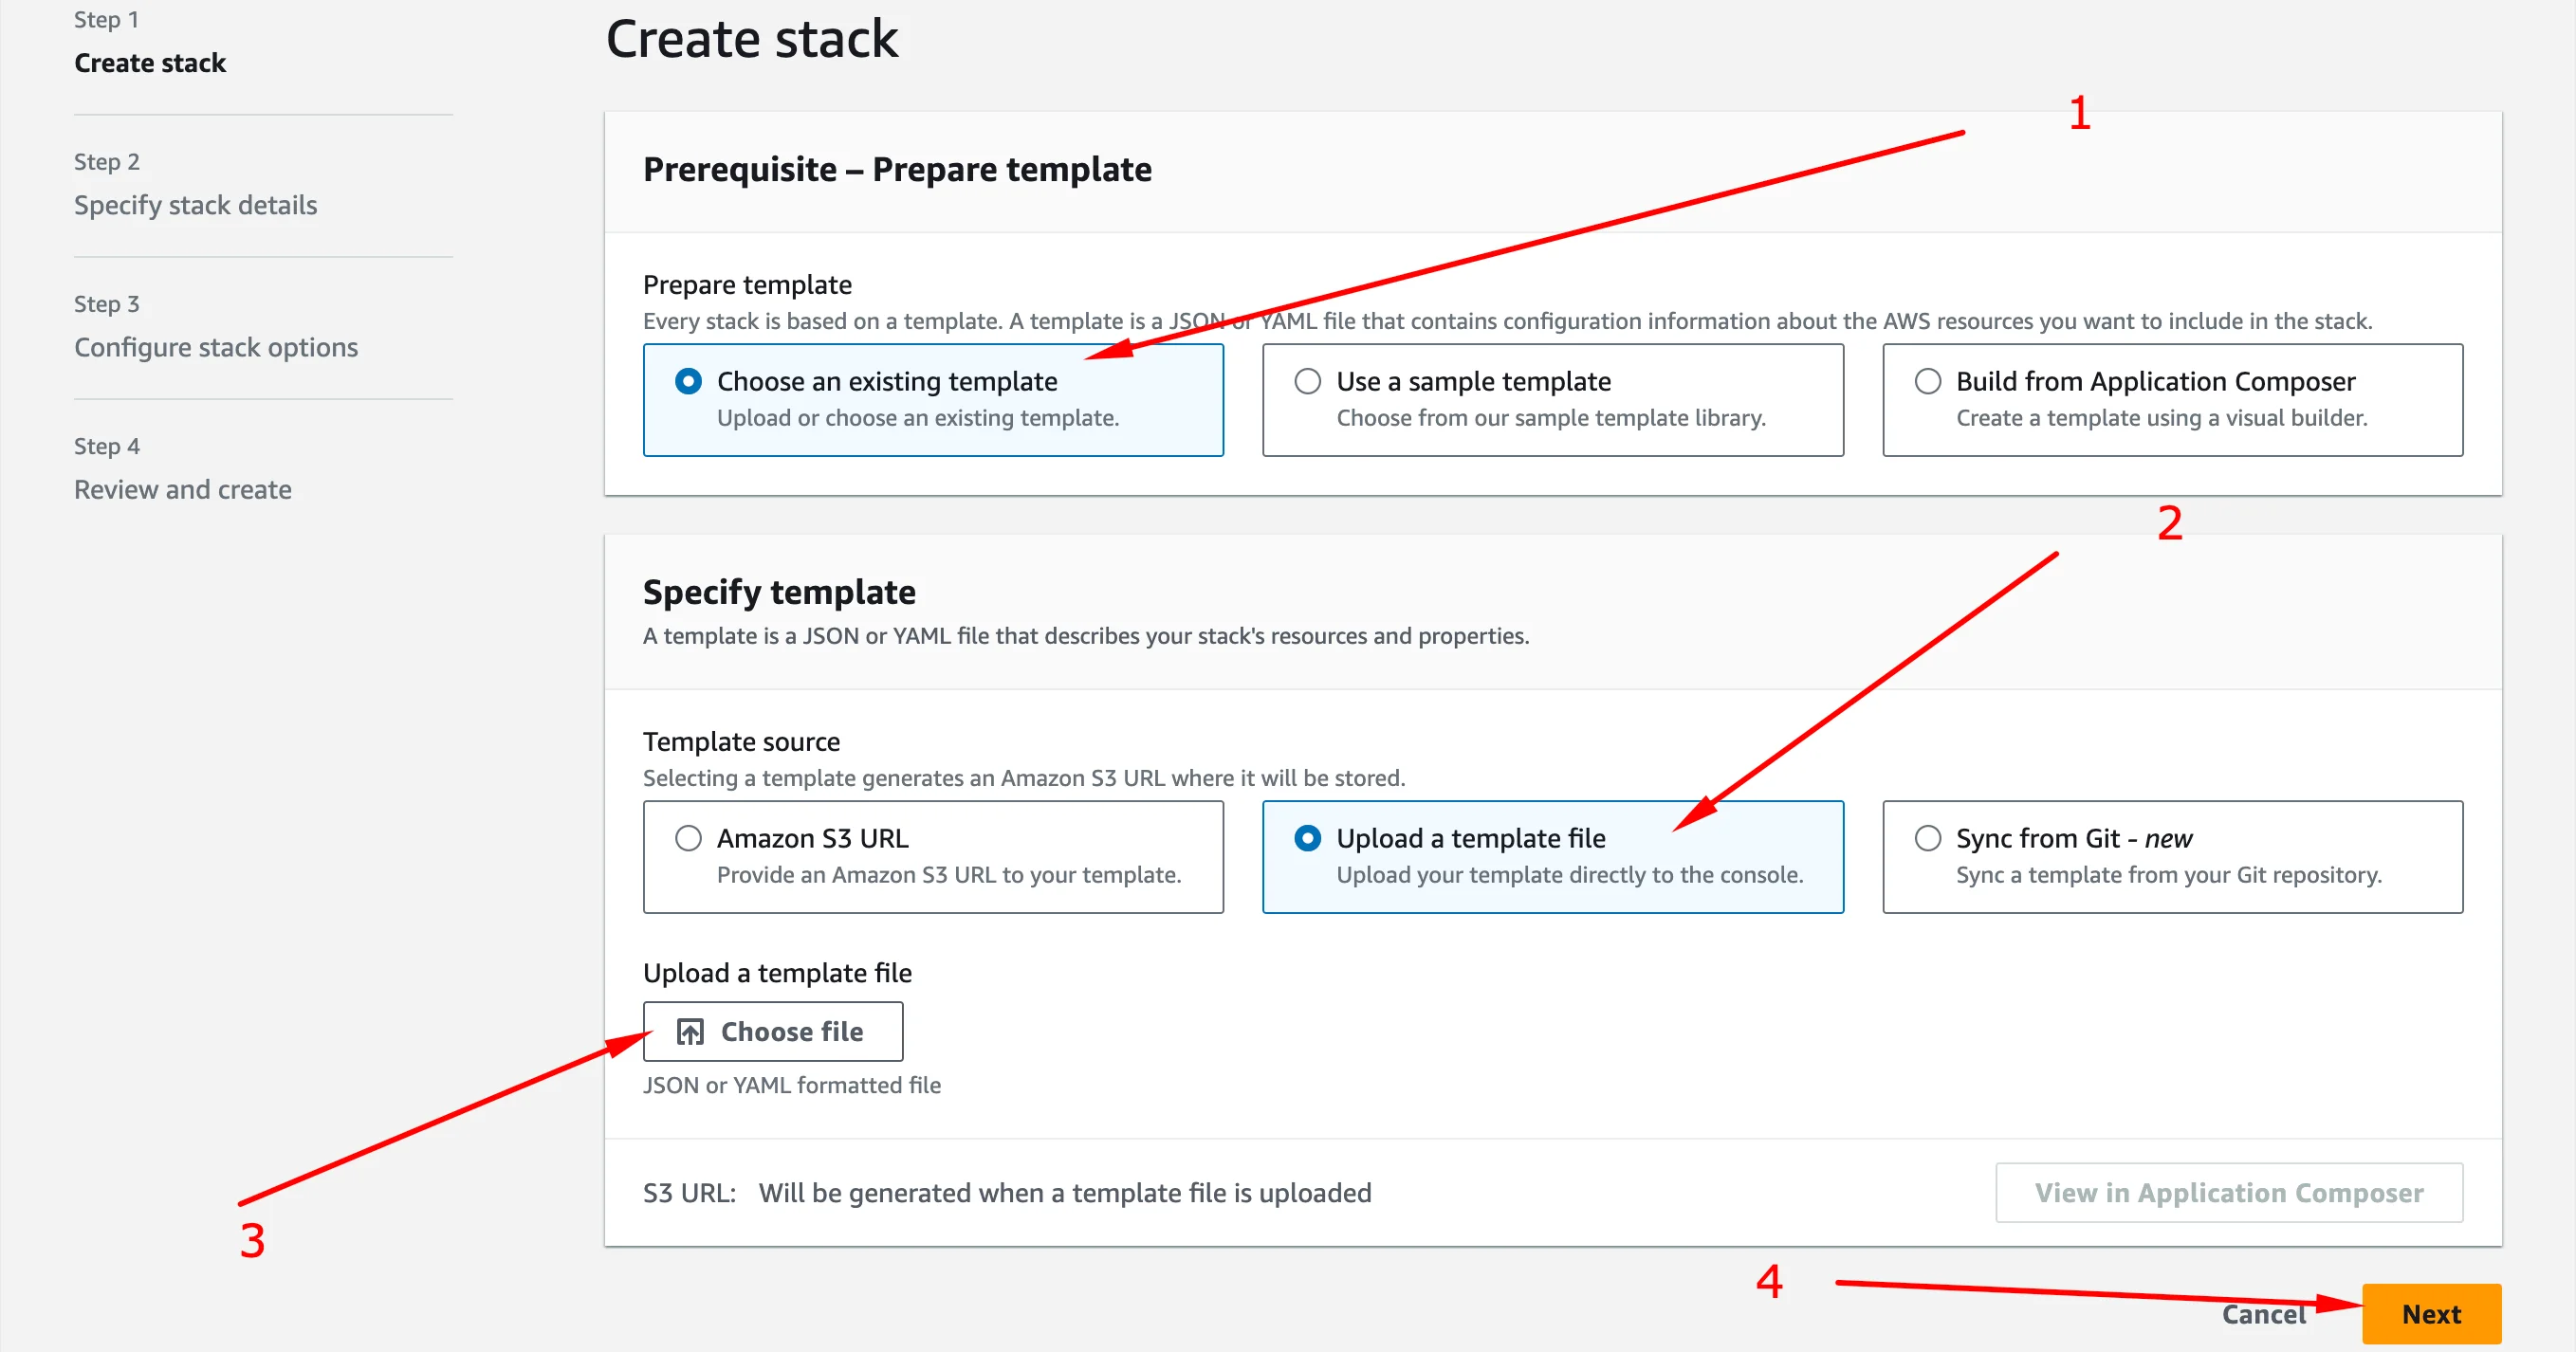 Step 1
Create stack
Step 2
Specify stack details
Step 3
Configure stack options
Step 4
Review and create
Create stack
1
Prerequisite – Prepare template
Prepare template
Every stack is based on a template. A template is a JSON or YAML file that contains configuration information about the AWS resources you want to include in the stack.
Choose an existing template
Upload or choose an existing template.
Use a sample template
Choose from our sample template library.
Build from Application Composer
Create a template using a visual builder.
2
Specify template
A template is a JSON or YAML file that describes your stack's resources and properties.
Template source
Selecting a template generates an Amazon S3 URL where it will be stored.
Amazon S3 URL
Provide an Amazon S3 URL to your template.
Upload a template file
Upload your template directly to the console.
Sync from Git - new
Sync a template from your Git repository.
Upload a template file
Choose file
JSON or YAML formatted file
3
S3 URL: Will be generated when a template file is uploaded
View in Application Composer
4
Cancel
Next